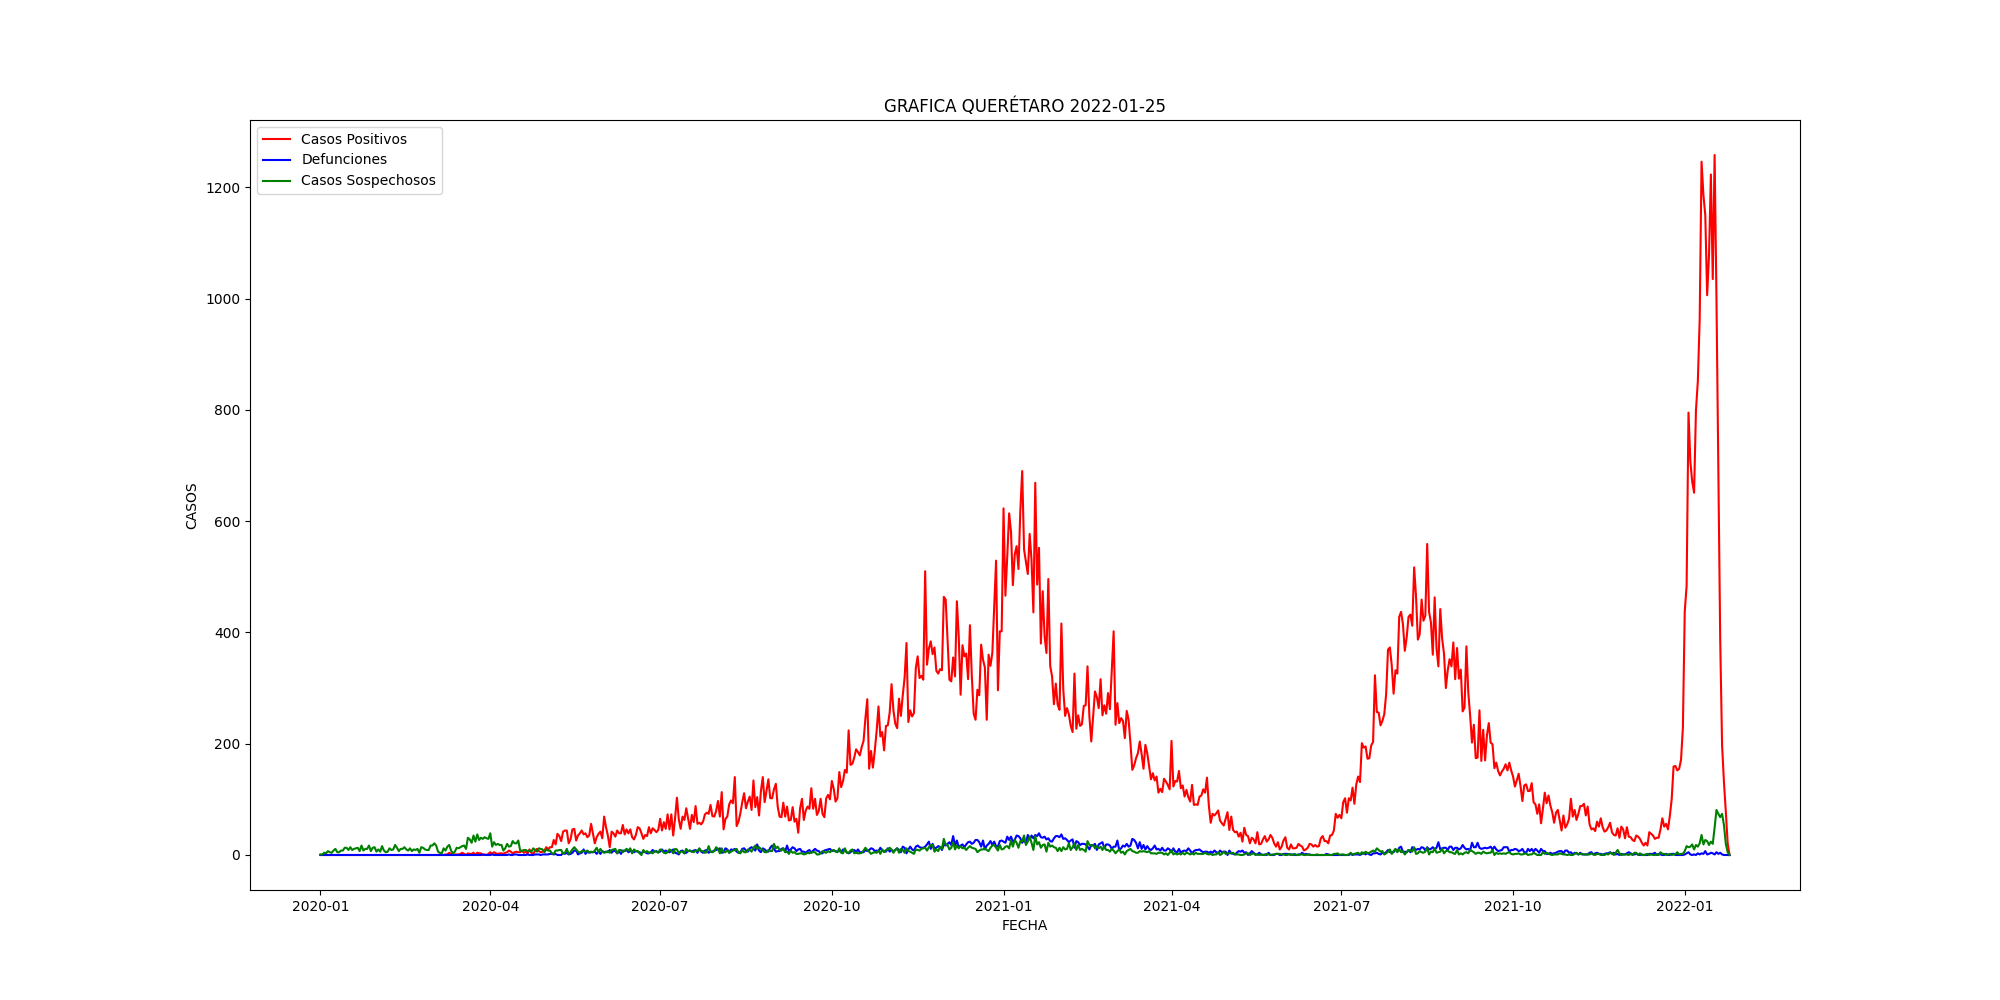 GRAFICA QUERÉTARO 2022-01-25
Casos Positivos
Defunciones
Casos Sospechosos
1200
1000
800
600
400
200
0
CASOS
2020-01 2020-04 2020-07 2020-10 2021-01 2021-04 2021-07 2021-10 2022-01
FECHA